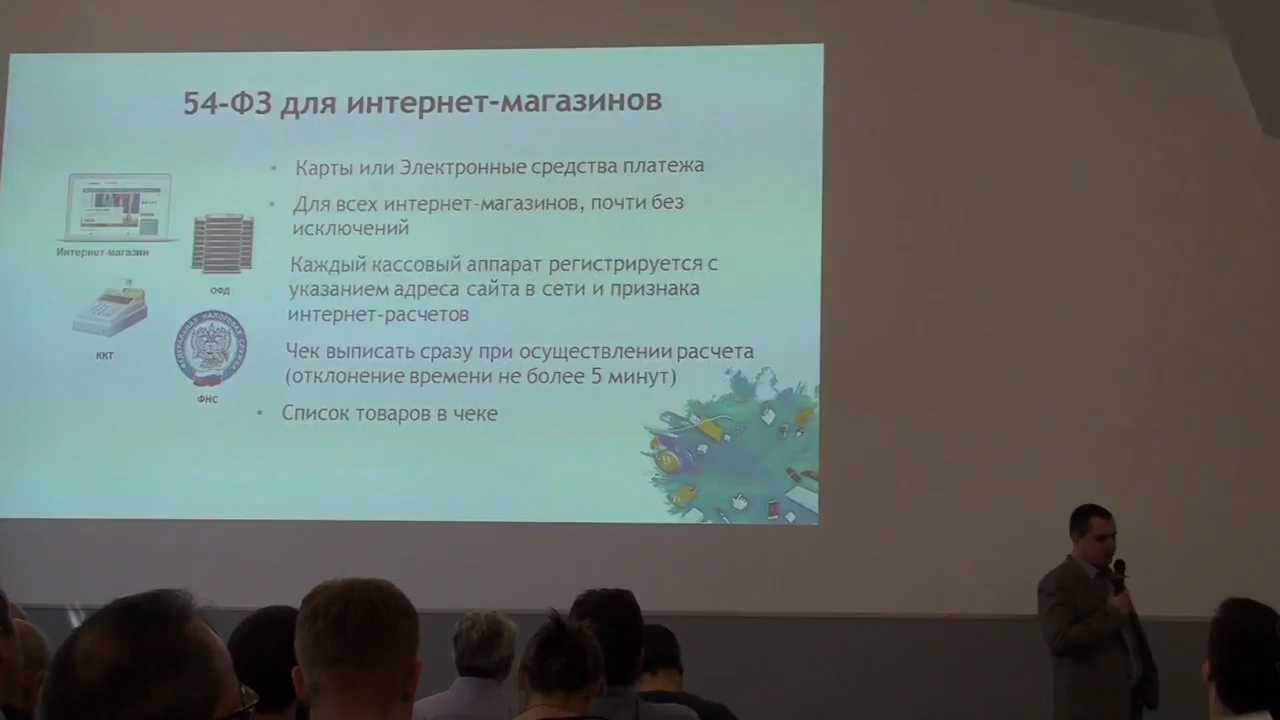 54-ФЗ для интернет-магазинов
• Карты или Электронные средства платежа
• Для всех интернет-магазинов, почти без
исключений
Каждый кассовый аппарат регистрируется с
указанием адреса сайта в сети и признака
интернет-расчетов
Чек выписать сразу при осуществлении расчета
(отклонение времени не более 5 минут)
• Список товаров в чеке
Интернет-магазин
ОФД
ККТ
ФНС